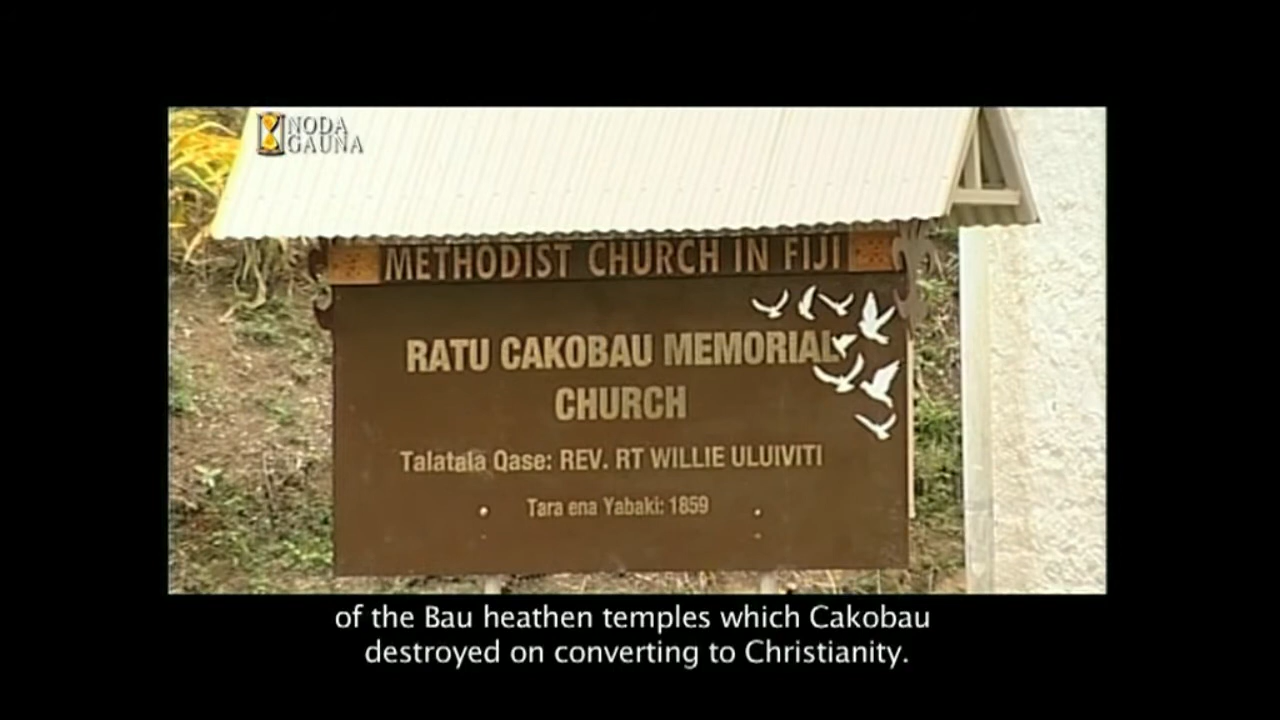 NODA
GAUNA
METHODIST CHURCH IN FIJI
RATU CAKOBAU MEMORIAL
CHURCH
Talatala Qase: REV. RT WILLIE ULUIVITI
Tara ena Yabaki: 1859
of the Bau heathen temples which Cakobau
destroyed on converting to Christianity.